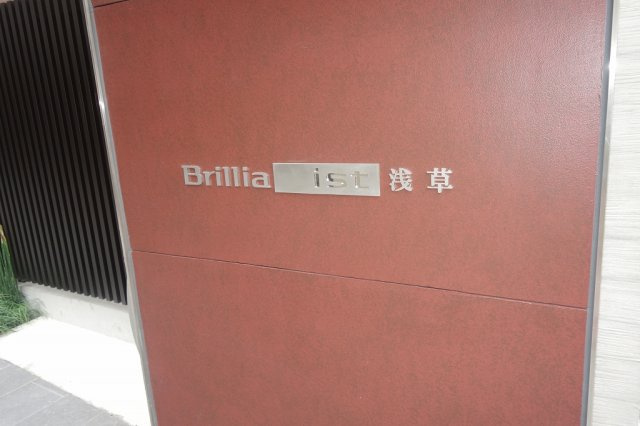 Brillia ist 浅草